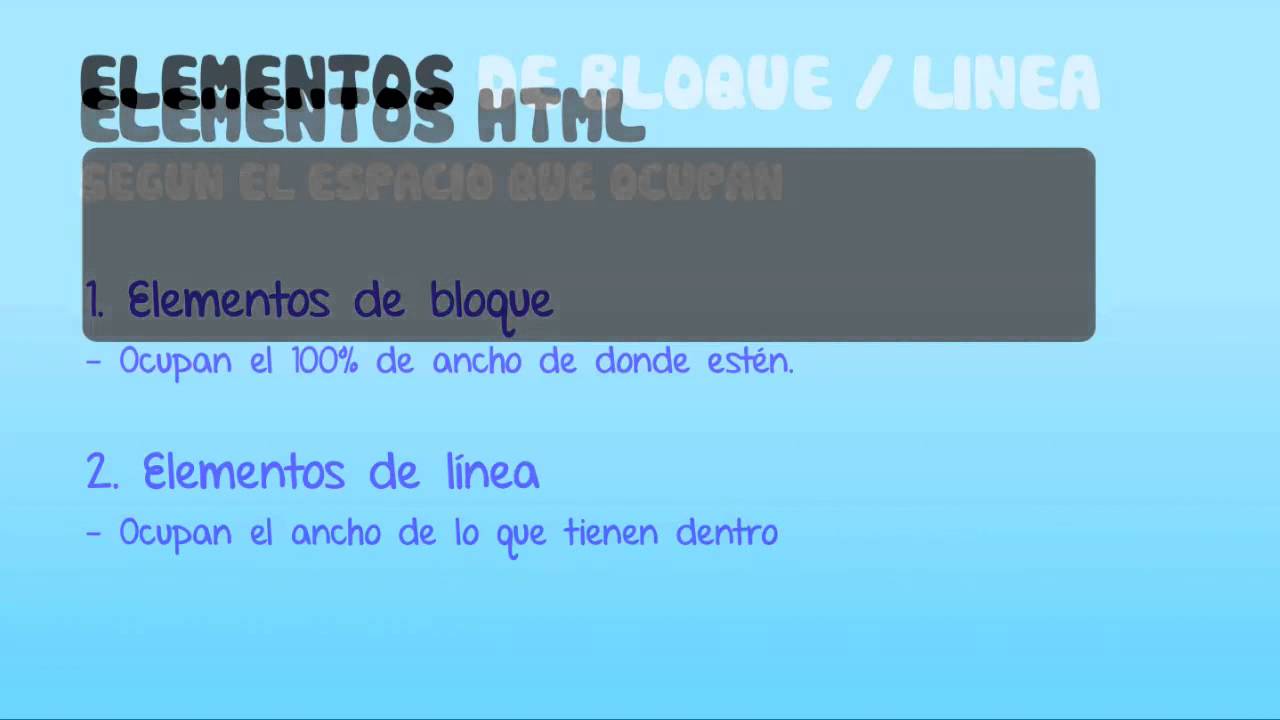 ELEMENTOS DE BLOQUE / LINEA
ELEMENTOS HTML
SEGUN EL ESPACIO QUE OCUPAN
1. Elementos de bloque
- Ocupan el 100% de ancho de donde estén.
2. Elementos de línea
- Ocupan el ancho de lo que tienen dentro